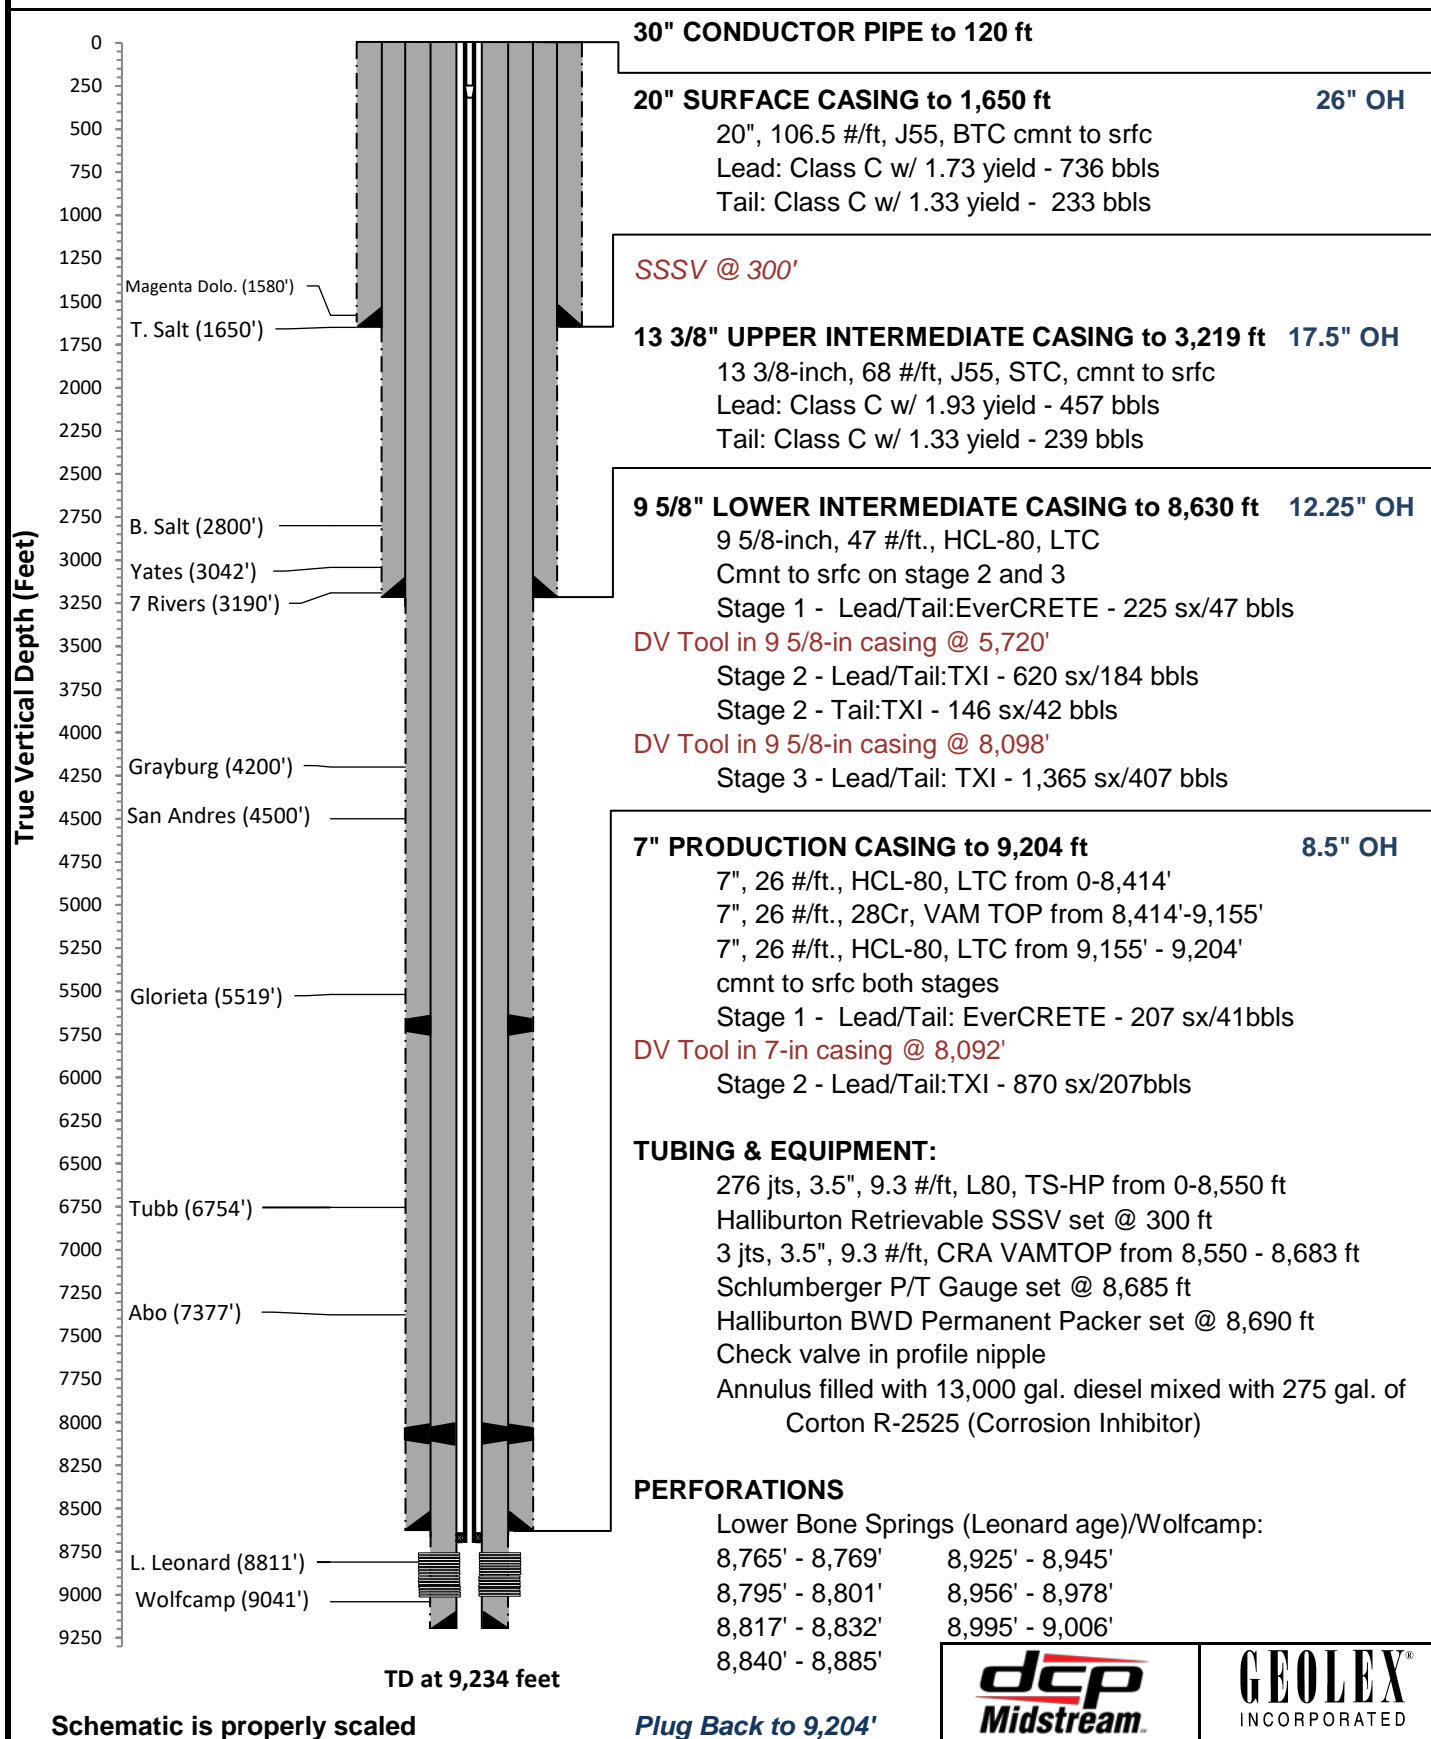 30" CONDUCTOR PIPE to 120 ft
20" SURFACE CASING to 1,650 ft 26" OH
20", 106.5 #/ft, J55, BTC cmnt to srfc
Lead: Class C w/ 1.73 yield - 736 bbls
Tail: Class C w/ 1.33 yield -  233 bbls
SSSV @ 300'
13 3/8" UPPER INTERMEDIATE CASING to 3,219 ft 17.5" OH
13 3/8-inch, 68 #/ft, J55, STC, cmnt to srfc
Lead: Class C w/ 1.93 yield - 457 bbls
Tail: Class C w/ 1.33 yield - 239 bbls
9 5/8" LOWER INTERMEDIATE CASING to 8,630 ft 12.25" OH
9 5/8-inch, 47 #/ft., HCL-80, LTC
Cmnt to srfc on stage 2 and 3
Stage 1 -  Lead/Tail:EverCRETE - 225 sx/47 bbls
DV Tool in 9 5/8-in casing @ 5,720'
Stage 2 - Lead/Tail:TXI - 620 sx/184 bbls
Stage 2 - Tail:TXI - 146 sx/42 bbls
DV Tool in 9 5/8-in casing @ 8,098'
Stage 3 - Lead/Tail: TXI - 1,365 sx/407 bbls
7" PRODUCTION CASING to 9,204 ft 8.5" OH
7", 26 #/ft., HCL-80, LTC from 0-8,414'
7", 26 #/ft., 28Cr, VAM TOP from 8,414'-9,155'
7", 26 #/ft., HCL-80, LTC from 9,155' - 9,204'
cmnt to srfc both stages
Stage 1 -  Lead/Tail: EverCRETE - 207 sx/41bbls
DV Tool in 7-in casing @ 8,092'
Stage 2 - Lead/Tail:TXI - 870 sx/207bbls
TUBING & EQUIPMENT:
276 jts, 3.5", 9.3 #/ft, L80, TS-HP from 0-8,550 ft
Halliburton Retrievable SSSV set @ 300 ft
3 jts, 3.5", 9.3 #/ft, CRA VAMTOP from 8,550 - 8,683 ft
Schlumberger P/T Gauge set @ 8,685 ft
Halliburton BWD Permanent Packer set @ 8,690 ft
Check valve in profile nipple
Annulus filled with 13,000 gal. diesel mixed with 275 gal. of
Corton R-2525 (Corrosion Inhibitor)
PERFORATIONS
Lower Bone Springs (Leonard age)/Wolfcamp:
8,765' - 8,769' 8,925' - 8,945'
8,795' - 8,801' 8,956' - 8,978'
8,817' - 8,832' 8,995' - 9,006'
8,840' - 8,885'
True Vertical Depth (Feet)
0
250
500
750
1000
1250
1500
1750
2000
2250
2500
2750
3000
3250
3500
3750
4000
4250
4500
4750
5000
5250
5500
5750
6000
6250
6500
6750
7000
7250
7500
7750
8000
8250
8500
8750
9000
9250
Magenta Dolo. (1580')
T. Salt (1650')
B. Salt (2800')
Yates (3042')
7 Rivers (3190')
Grayburg (4200')
San Andres (4500')
Glorieta (5519')
Tubb (6754')
Abo (7377')
L. Leonard (8811')
Wolfcamp (9041')
TD at 9,234 feet
Schematic is properly scaled
Plug Back to 9,204'
dcp
Midstream
GEOLEX®
INCORPORATED